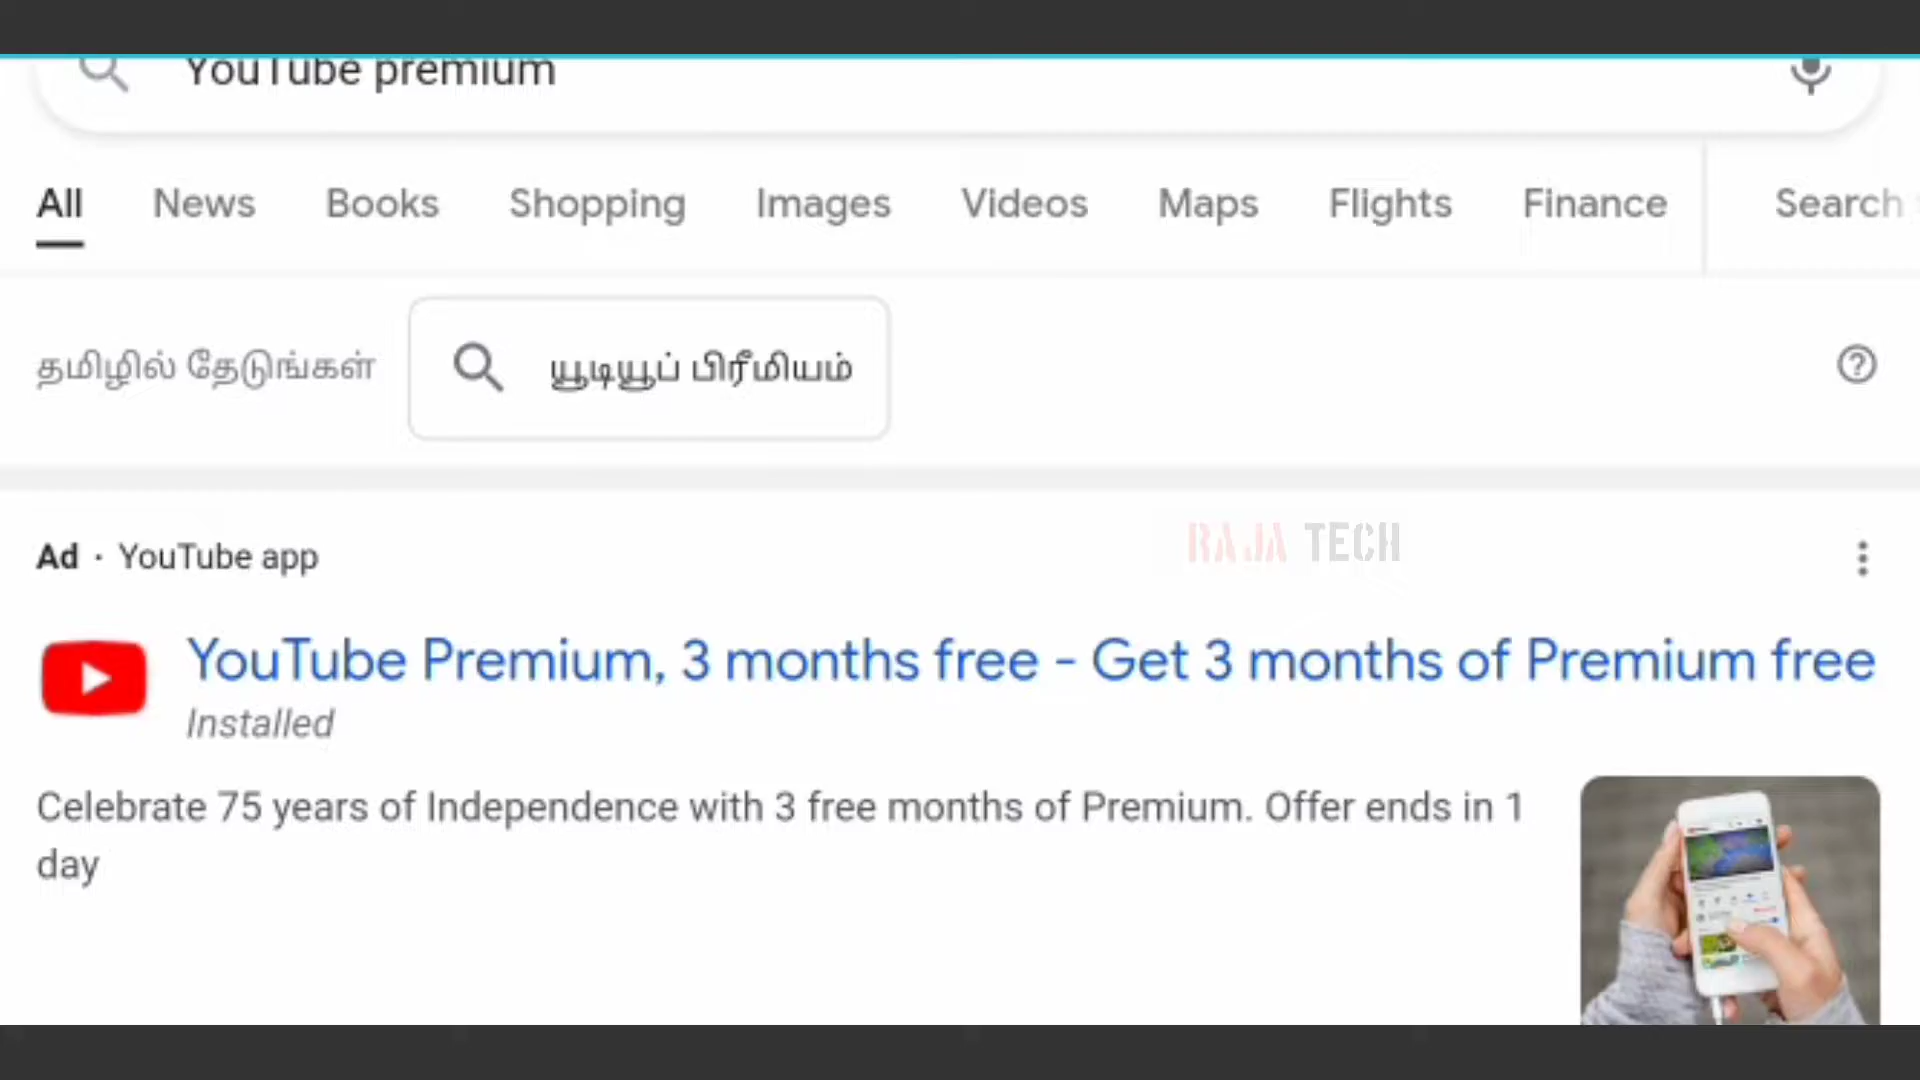 YouTube premium
All News Books Shopping Images Videos Maps Flights Finance Search
தமிழில் தேடுங்கள் யூடியூப் பிரீமியம்
RAJA TECH
Ad · YouTube app
YouTube Premium, 3 months free - Get 3 months of Premium free
Installed
Celebrate 75 years of Independence with 3 free months of Premium. Offer ends in 1
day